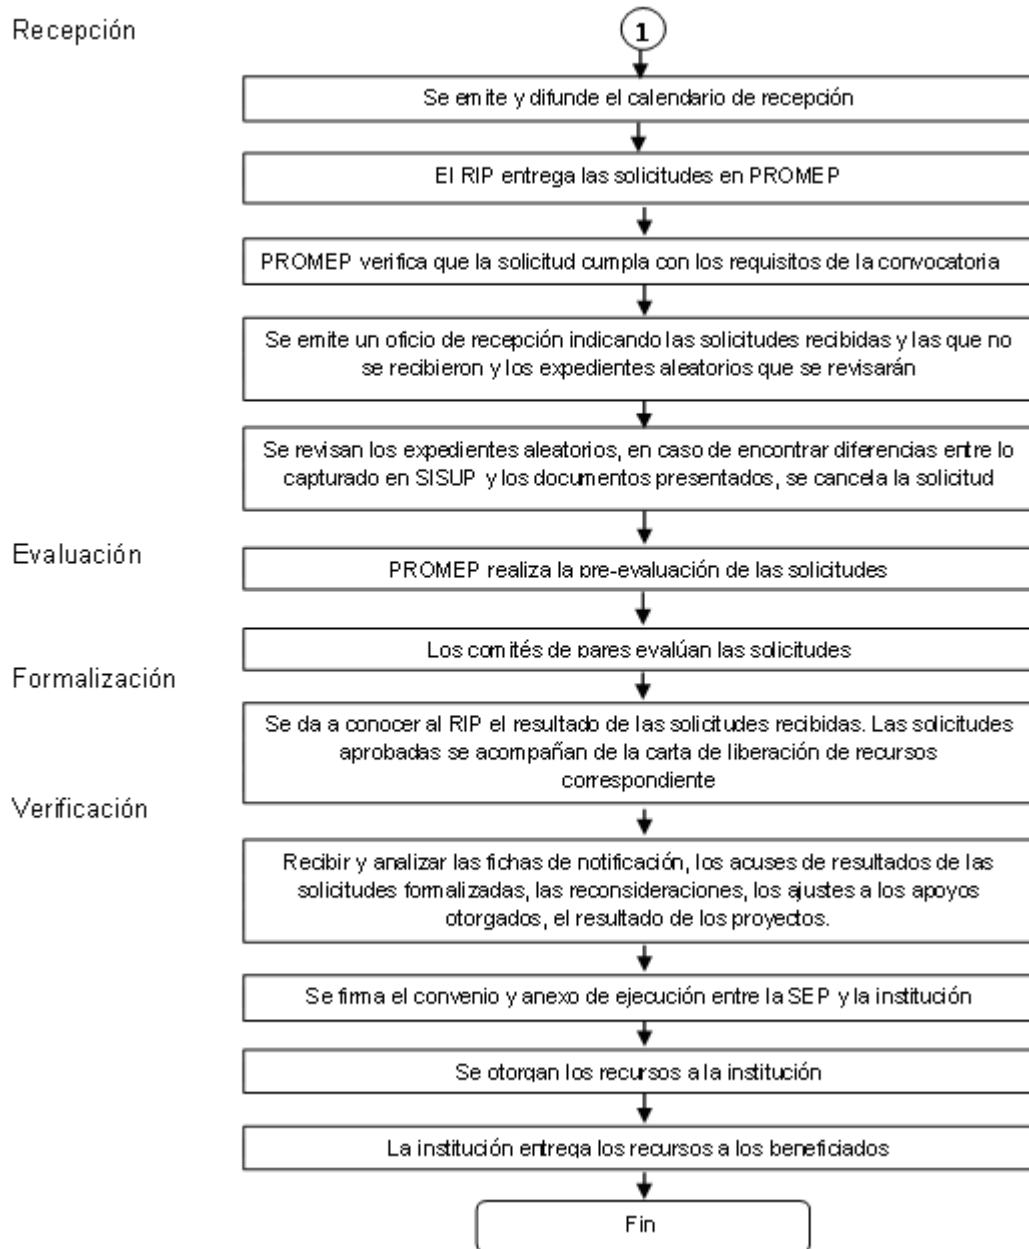 Recepción
1
Se emite y difunde el calendario de recepción
El RIP entrega las solicitudes en PROMEP
PROMEP verifica que la solicitud cumpla con los requisitos de la convocatoria
Se emite un oficio de recepción indicando las solicitudes recibidas y las que no
se recibieron y los expedientes aleatorios que se revisarán
Se revisan los expedientes aleatorios, en caso de encontrar diferencias entre lo
capturado en SISUP y los documentos presentados, se cancela la solicitud
Evaluación
PROMEP realiza la pre-evaluación de las solicitudes
Los comités de pares evalúan las solicitudes
Formalización
Se da a conocer al RIP el resultado de las solicitudes recibidas. Las solicitudes
aprobadas se acompañan de la carta de liberación de recursos
correspondiente
Verificación
Recibir y analizar las fichas de notificación, los acuses de resultados de las
solicitudes formalizadas, las reconsideraciones, los ajustes a los apoyos
otorgados, el resultado de los proyectos.
Se firma el convenio y anexo de ejecución entre la SEP y la institución
Se otorgan los recursos a la institución
La institución entrega los recursos a los beneficiados
Fin